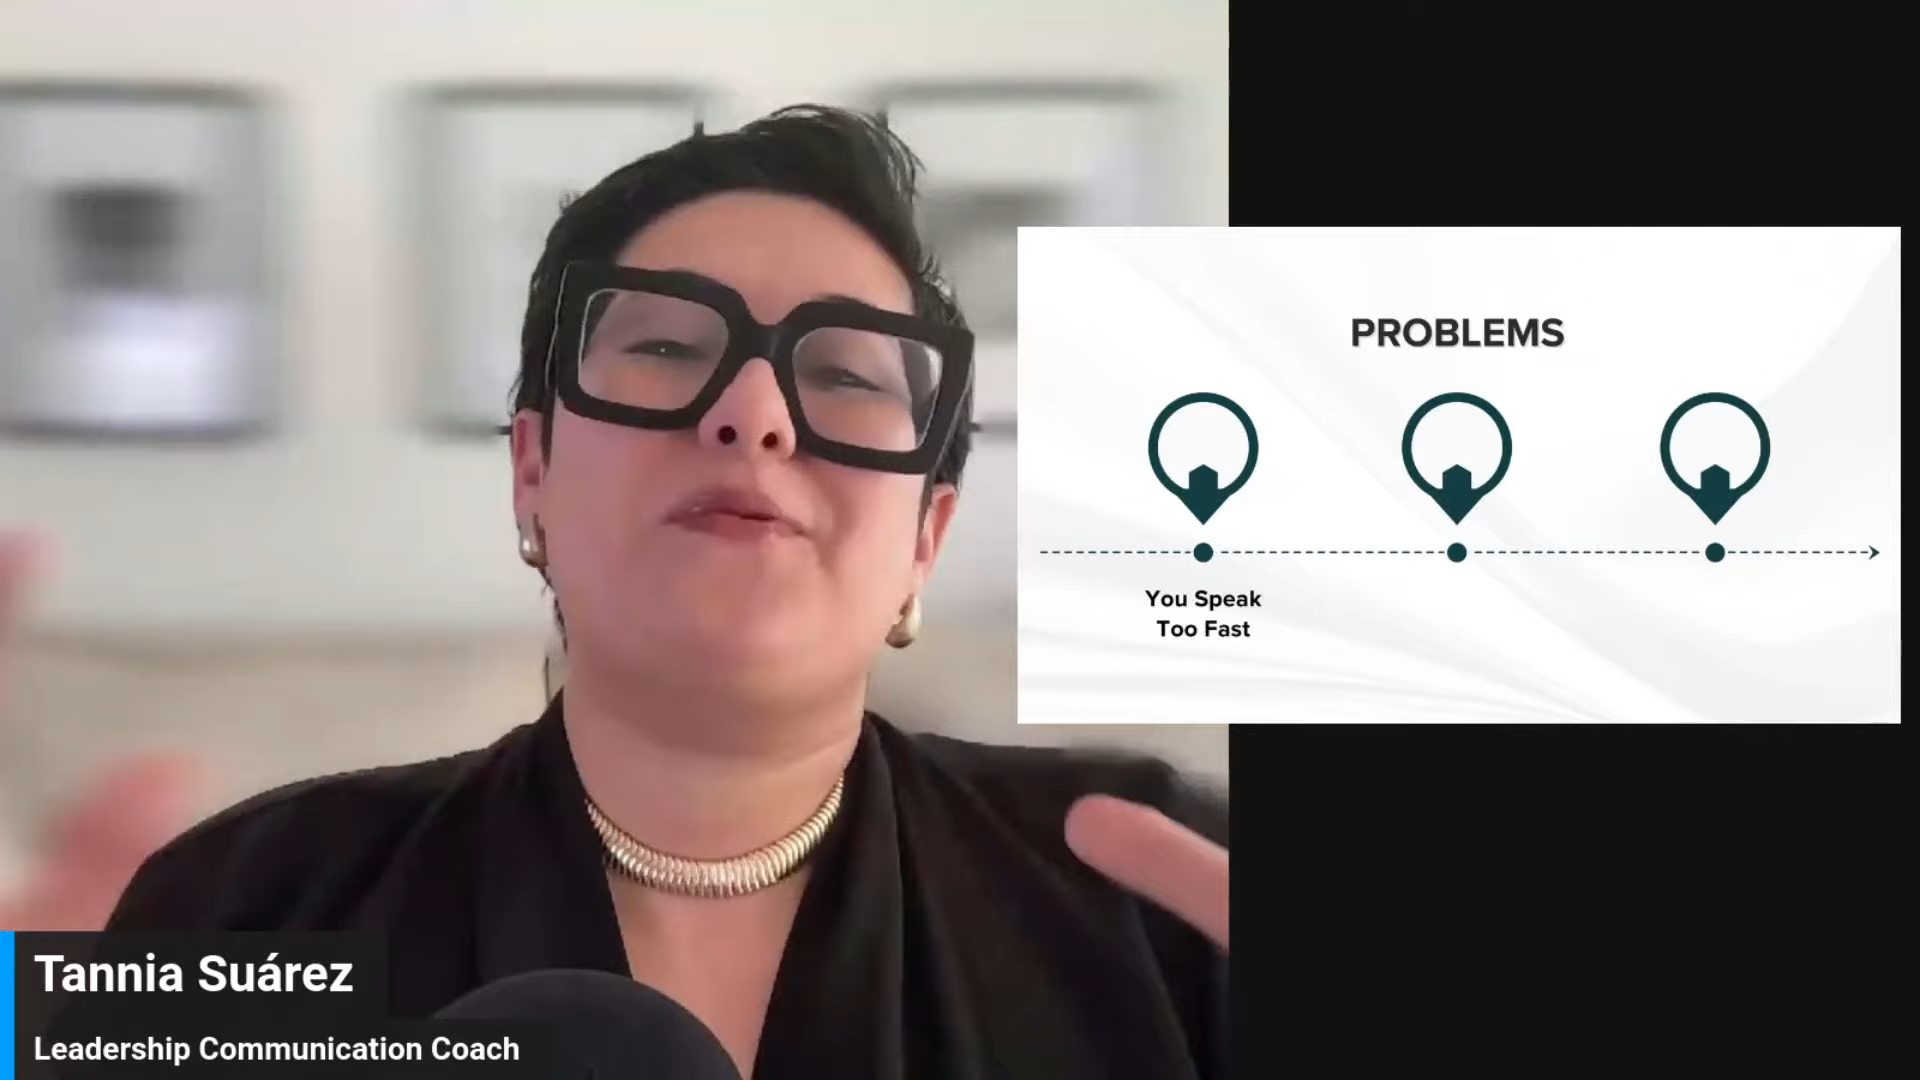 PROBLEMS
You Speak
Too Fast
Tannia Suárez
Leadership Communication Coach